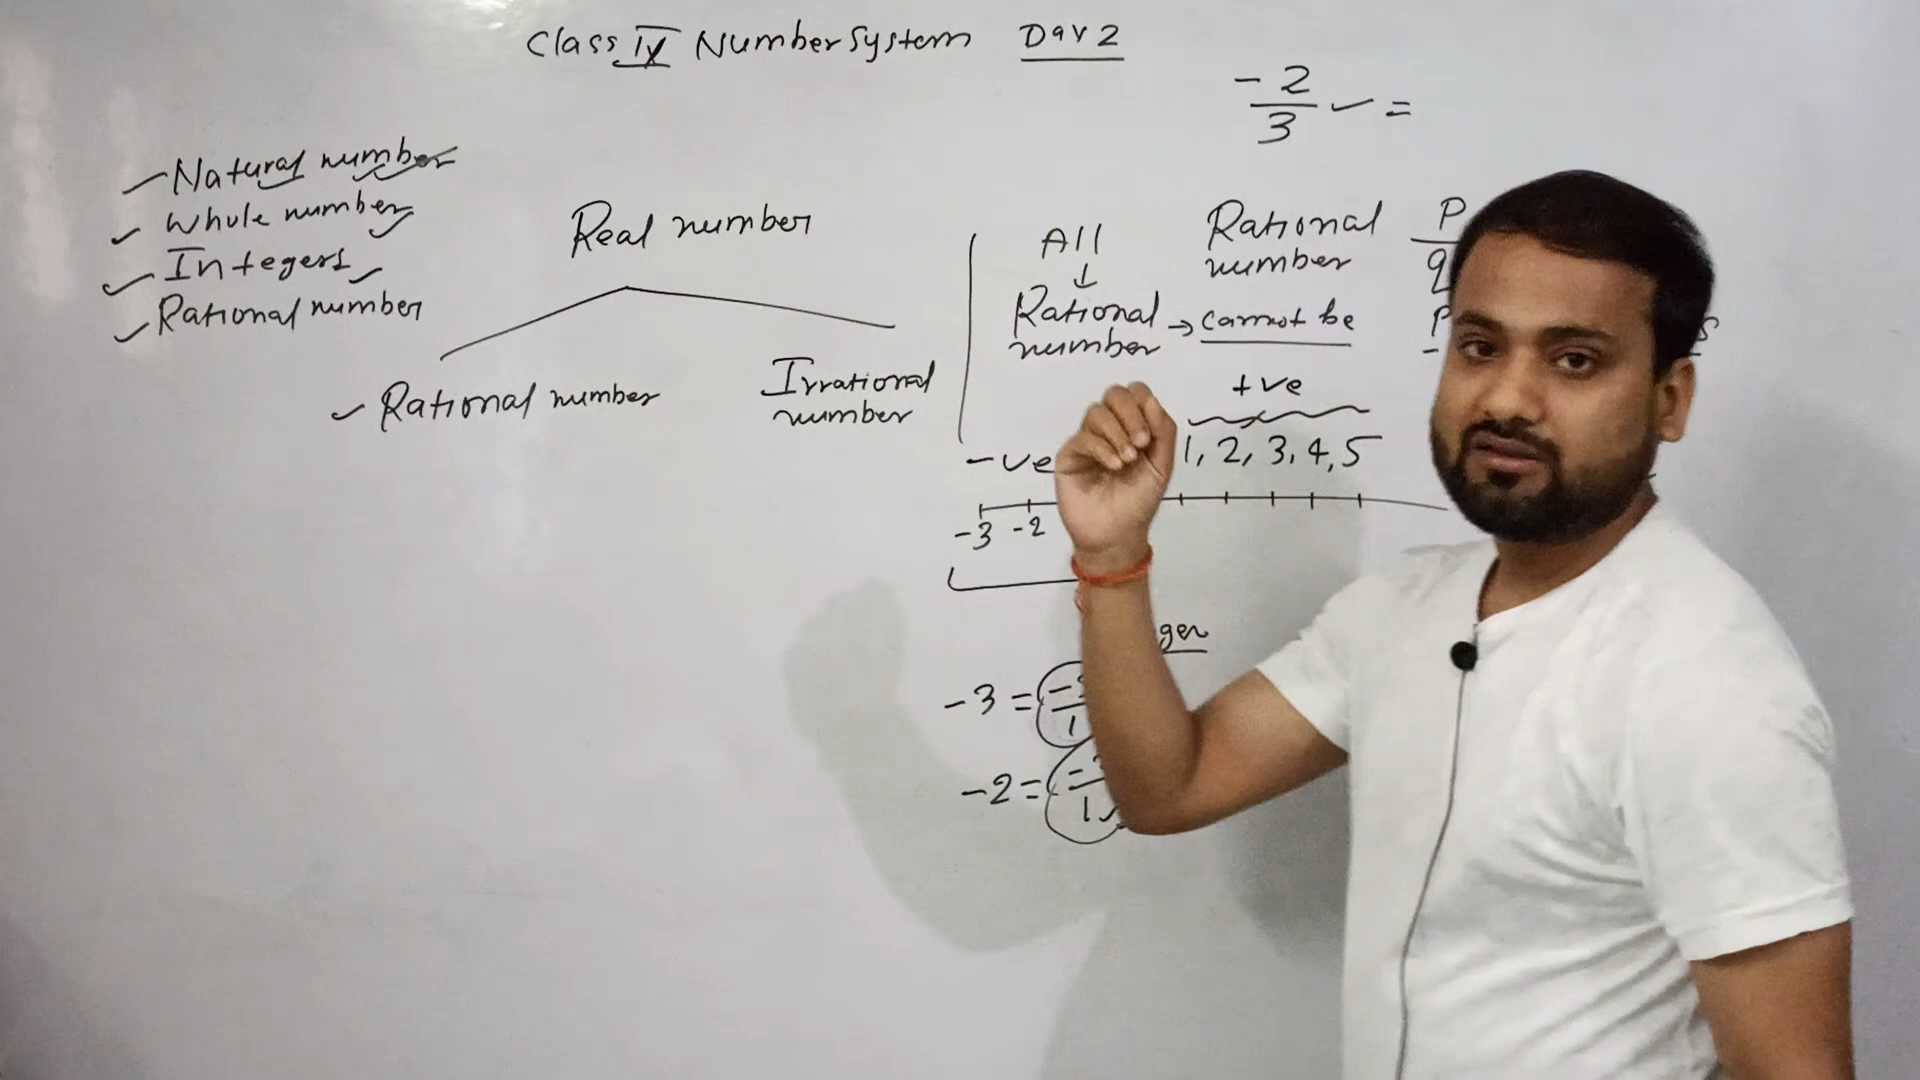 Class IX Number System Day 2
-2
3
=
Natural number
Whole number
Integers
Rational number
Real number
Rational number
Irrational
number
All
↓
Rational
number → cannot be
Rational
number
P
q
P
S
+ve
-ve
1, 2, 3, 4, 5
-3 -2
ger
-3 = -
1
-2 = -
1